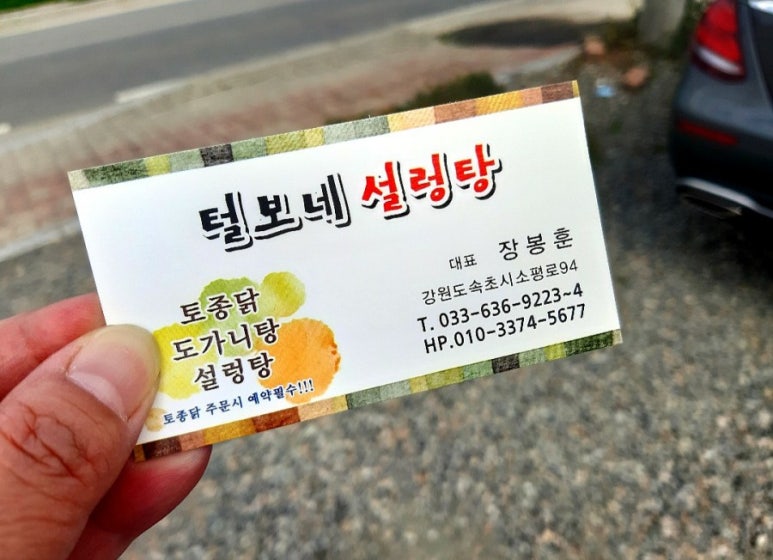 털보네 설렁탕
대표 장봉훈
강원도속초시소평로94
T. 033-636-9223~4
HP.010-3374-5677
토종닭
도가니탕
설렁탕
토종닭 주문시 예약필수!!!